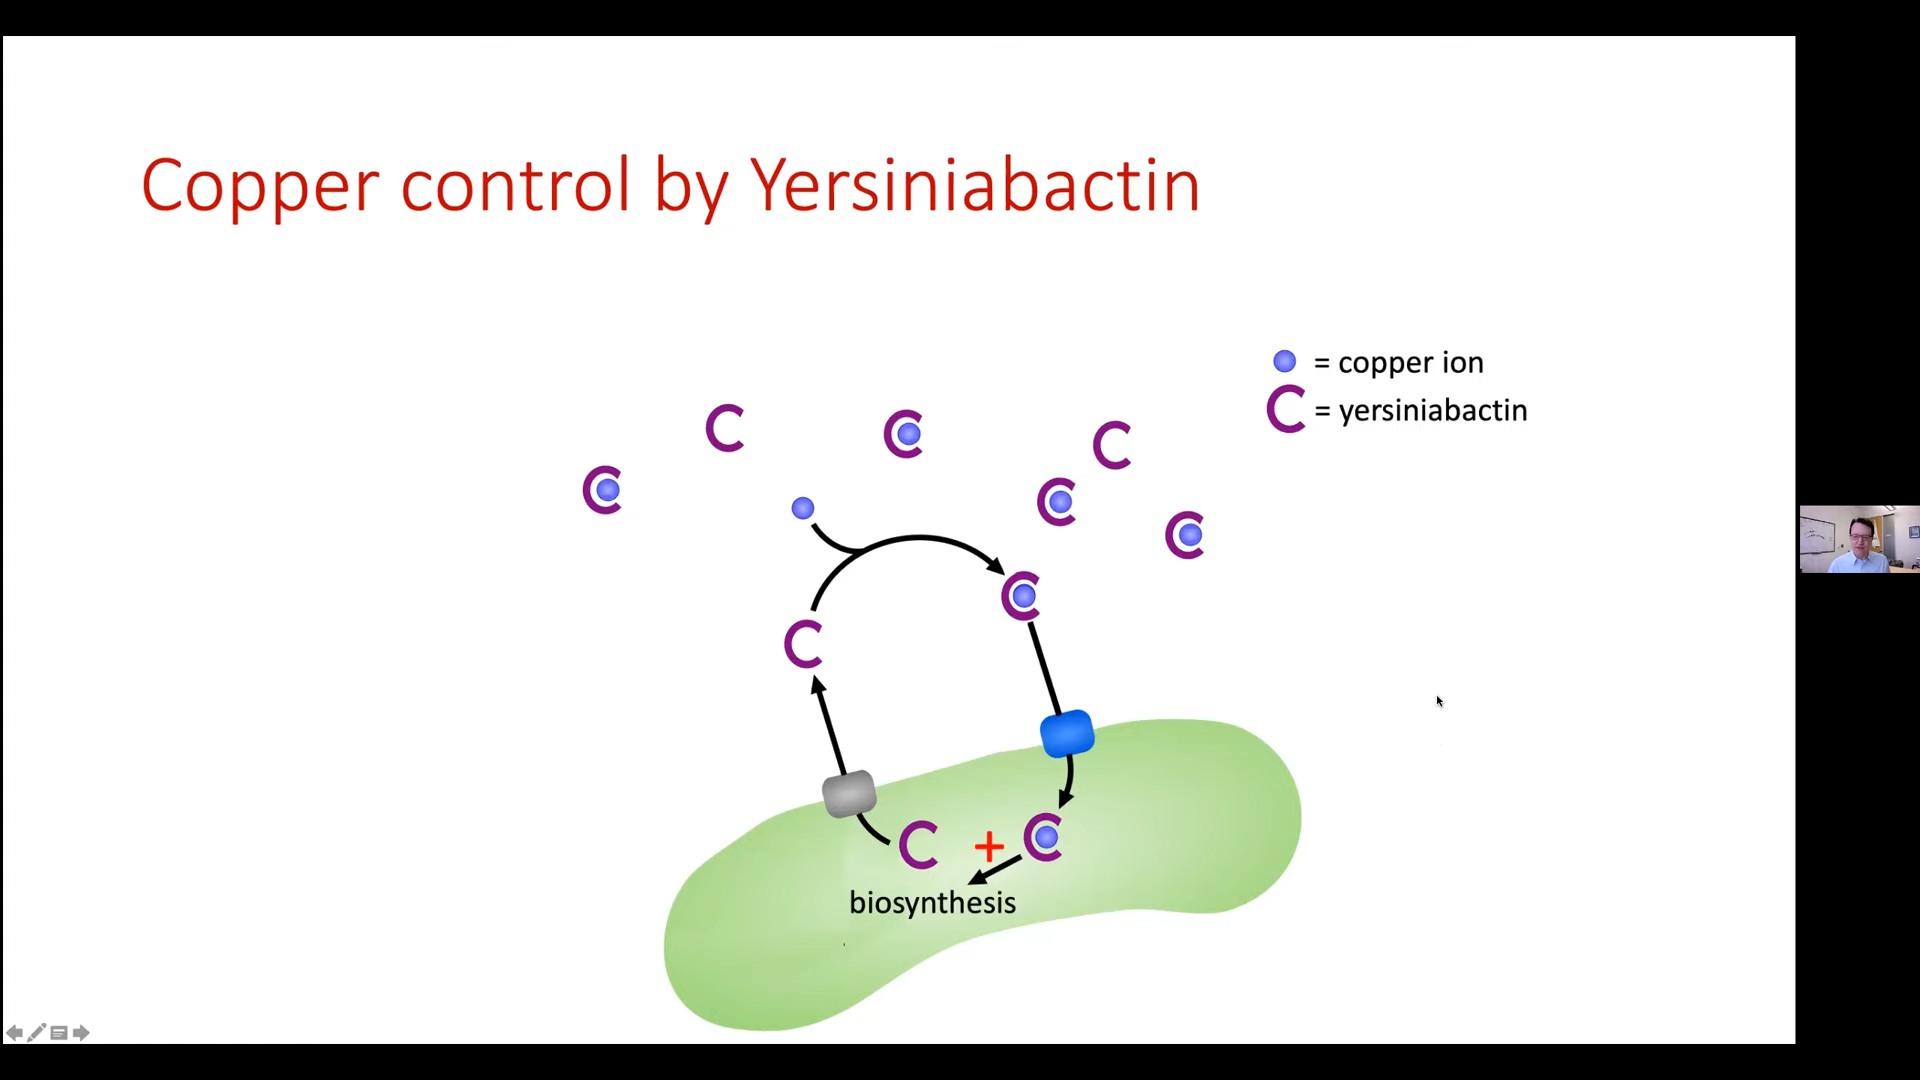 Copper control by Yersiniabactin
= copper ion
= yersiniabactin
+
biosynthesis